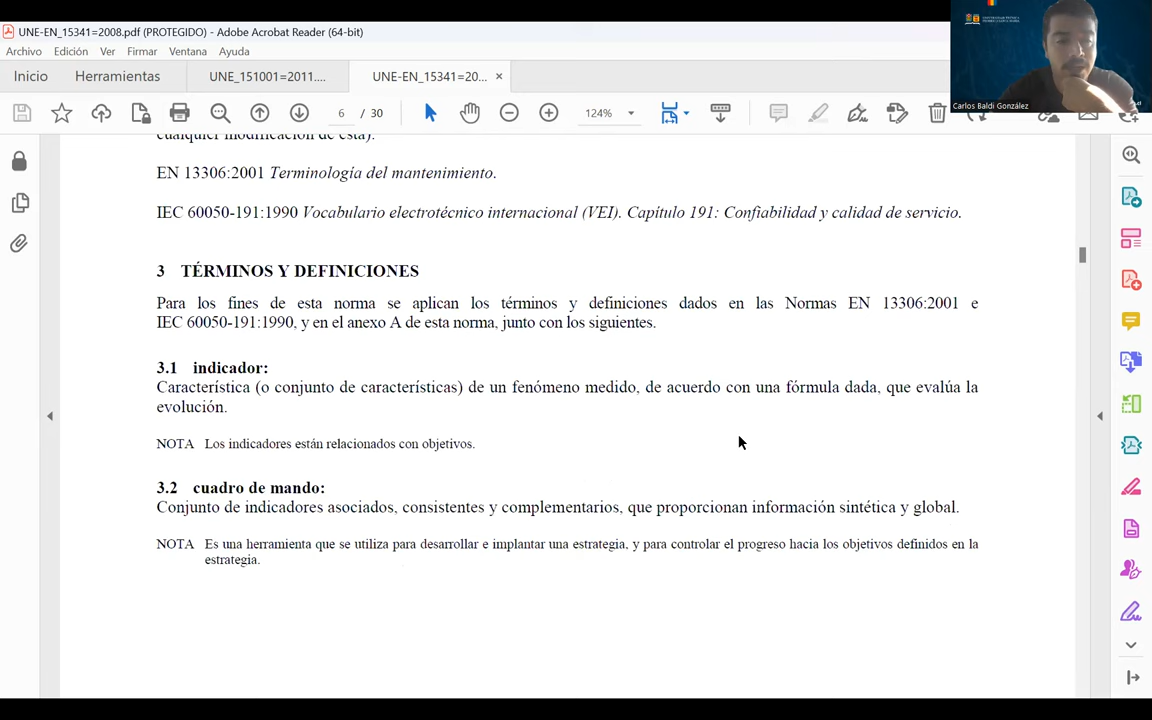 UNE-EN_15341=2008.pdf (PROTEGIDO) - Adobe Acrobat Reader (64-bit)
Archivo Edición Ver Firmar Ventana Ayuda
Inicio Herramientas UNE_151001=2011.... UNE-EN_15341=20... ×
6 / 30 124%
Carlos Baldi González
cualquier modificación de ésta).
EN 13306:2001 Terminología del mantenimiento.
IEC 60050-191:1990 Vocabulario electrotécnico internacional (VEI). Capítulo 191: Confiabilidad y calidad de servicio.
3 TÉRMINOS Y DEFINICIONES
Para los fines de esta norma se aplican los términos y definiciones dados en las Normas EN 13306:2001 e
IEC 60050-191:1990, y en el anexo A de esta norma, junto con los siguientes.
3.1 indicador:
Característica (o conjunto de características) de un fenómeno medido, de acuerdo con una fórmula dada, que evalúa la
evolución.
NOTA Los indicadores están relacionados con objetivos.
3.2 cuadro de mando:
Conjunto de indicadores asociados, consistentes y complementarios, que proporcionan información sintética y global.
NOTA Es una herramienta que se utiliza para desarrollar e implantar una estrategia, y para controlar el progreso hacia los objetivos definidos en la
estrategia.